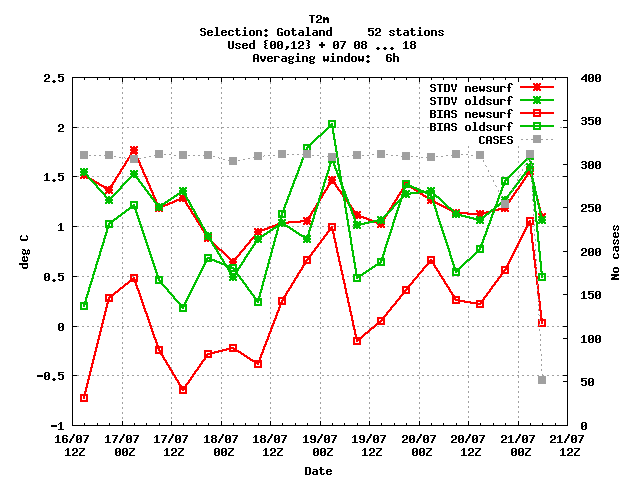 T2m
Selection: Gotaland     52 stations
Used {00,12} + 07 08 ... 18
Averaging window:  6h
STDV newsurf
STDV oldsurf
BIAS newsurf
BIAS oldsurf
CASES
2.5
2
1.5
1
0.5
0
-0.5
-1
deg C
400
350
300
250
200
150
100
50
0
No cases
16/07 17/07 17/07 18/07 18/07 19/07 19/07 20/07 20/07 21/07 21/07
12Z 00Z 12Z 00Z 12Z 00Z 12Z 00Z 12Z 00Z 12Z
Date